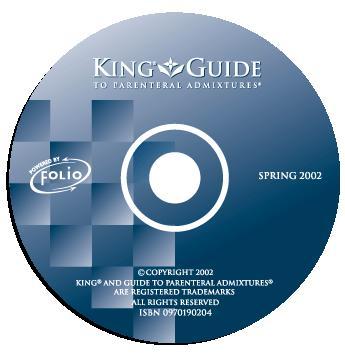 KING® GUIDE
TO PARENTERAL ADMIXTURES®
POWERED BY
FOLIO
SPRING 2002
©COPYRIGHT 2002
KING® AND GUIDE TO PARENTERAL ADMIXTURES®
ARE REGISTERED TRADEMARKS
ALL RIGHTS RESERVED
ISBN 0970190204